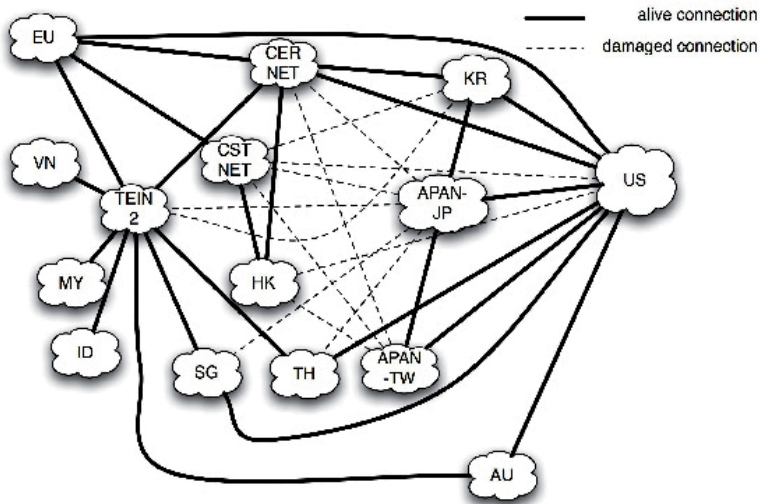 alive connection
damaged connection
EU
CER
NET
KR
CST
NET
VN
US
TEIN
2
APAN-
JP
MY
HK
ID
SG
TH
APAN
-TW
AU